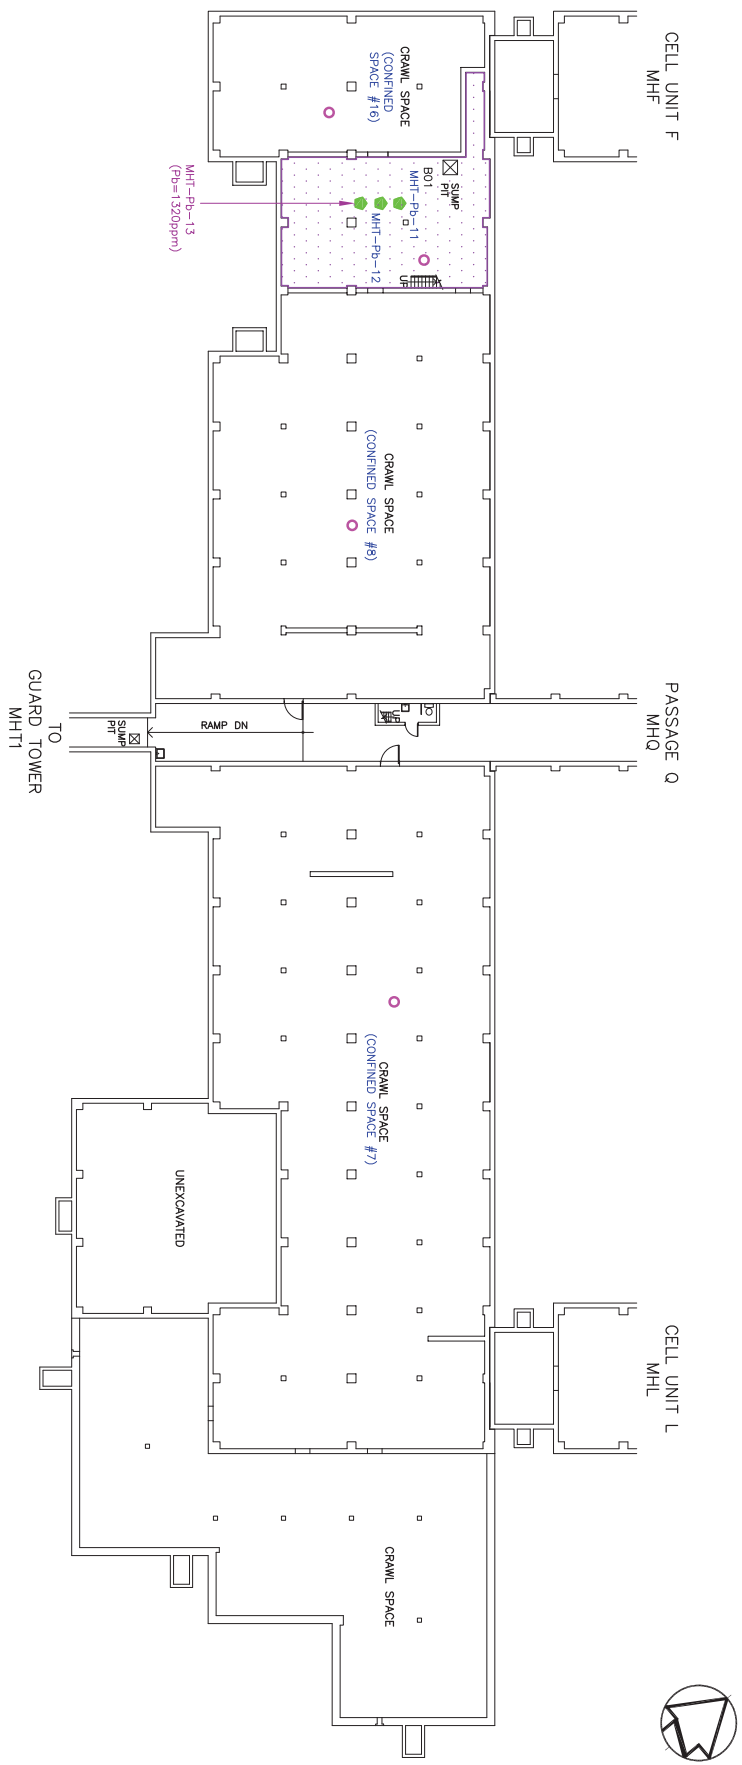 CELL UNIT F
MHF
CRAWL SPACE
(CONFINED
SPACE #16)
B01
SUMP
PIT
MHT-Pb-11
MHT-Pb-12
MHT-Pb-13
(Pb=1320ppm)
UP
CRAWL SPACE
(CONFINED SPACE #8)
PASSAGE Q
MHQ
UP
RAMP DN
SUMP
PIT
TO
GUARD TOWER
MHT1
CRAWL SPACE
(CONFINED SPACE #7)
UNEXCAVATED
CELL UNIT L
MHL
CRAWL SPACE